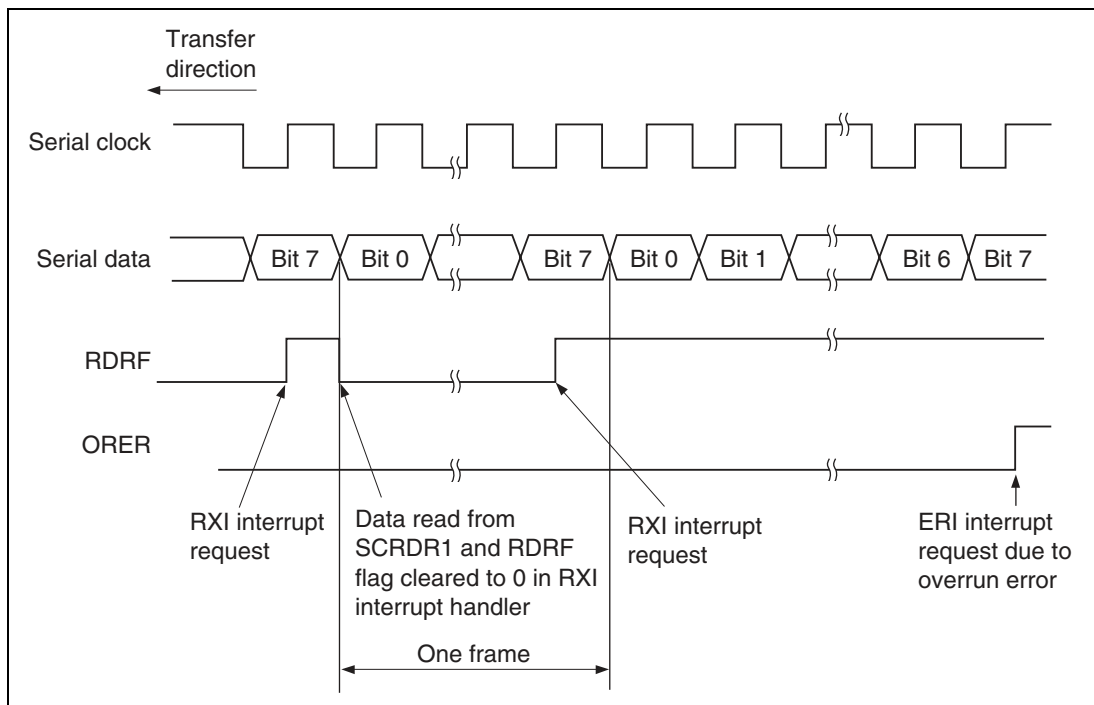 Transfer
direction
Serial clock
Serial data
Bit 7
Bit 0
Bit 7
Bit 0
Bit 1
Bit 6
Bit 7
RDRF
ORER
RXI interrupt
request
Data read from
SCRDR1 and RDRF
flag cleared to 0 in RXI
interrupt handler
RXI interrupt
request
ERI interrupt
request due to
overrun error
One frame